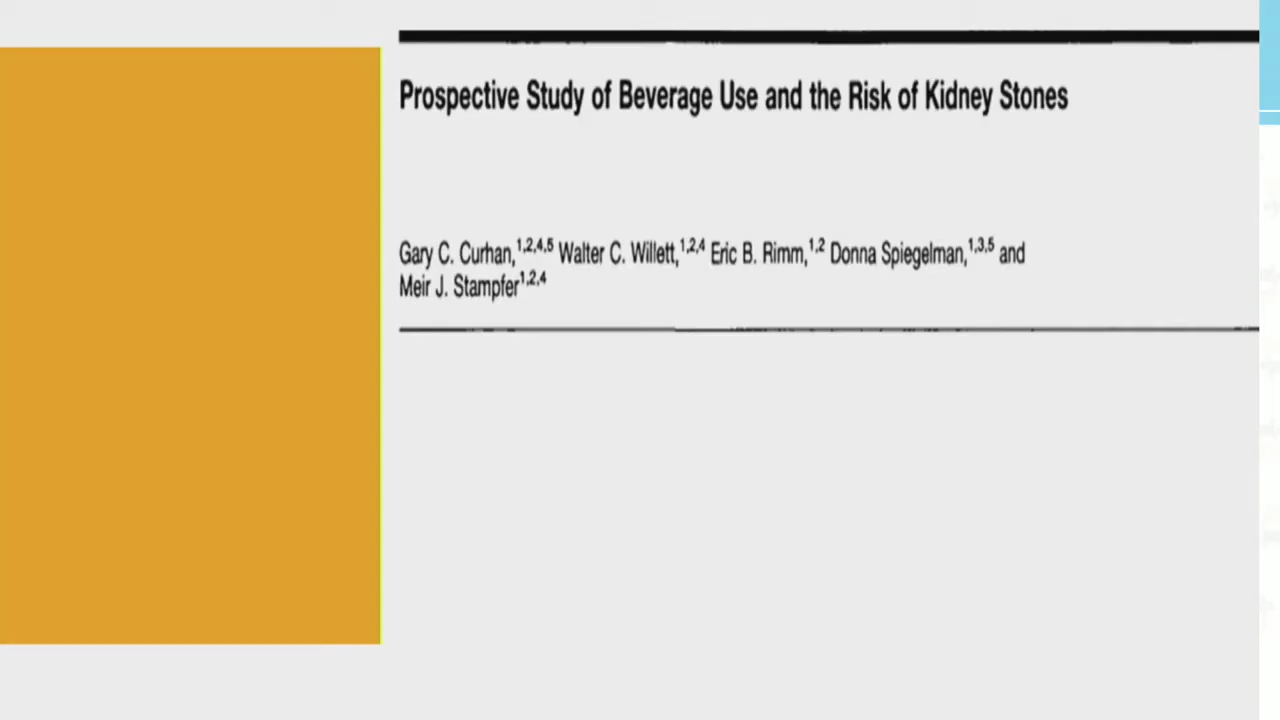 Prospective Study of Beverage Use and the Risk of Kidney Stones
Gary C. Curhan,1,2,4,5 Walter C. Willett,1,2,4 Eric B. Rimm,1,2 Donna Spiegelman,1,3,5 and
Meir J. Stampfer1,2,4